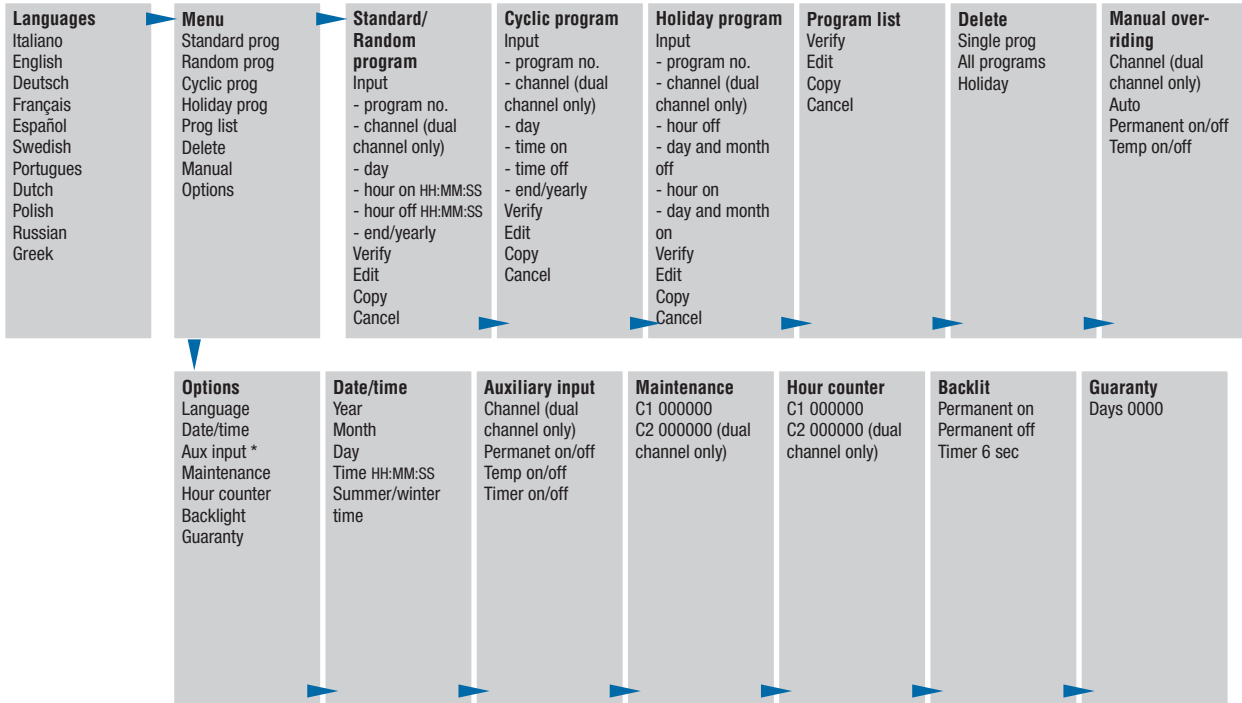 Languages
Italiano
English
Deutsch
Français
Español
Swedish
Portugues
Dutch
Polish
Russian
Greek
Menu
Standard prog
Random prog
Cyclic prog
Holiday prog
Prog list
Delete
Manual
Options
Standard/
Random
program
Input
- program no.
- channel (dual
channel only)
- day
- hour on HH:MM:SS
- hour off HH:MM:SS
- end/yearly
Verify
Edit
Copy
Cancel
Cyclic program
Input
- program no.
- channel (dual
channel only)
- day
- time on
- time off
- end/yearly
Verify
Edit
Copy
Cancel
Holiday program
Input
- program no.
- channel (dual
channel only)
- hour off
- day and month
off
- hour on
- day and month
on
Verify
Edit
Copy
Cancel
Program list
Verify
Edit
Copy
Cancel
Delete
Single prog
All programs
Holiday
Manual over-
riding
Channel (dual
channel only)
Auto
Permanent on/off
Temp on/off
Options
Language
Date/time
Aux input *
Maintenance
Hour counter
Backlight
Guaranty
Date/time
Year
Month
Day
Time HH:MM:SS
Summer/winter
time
Auxiliary input
Channel (dual
channel only)
Permanet on/off
Temp on/off
Timer on/off
Maintenance
C1 000000
C2 000000 (dual
channel only)
Hour counter
C1 000000
C2 000000 (dual
channel only)
Backlit
Permanent on
Permanent off
Timer 6 sec
Guaranty
Days 0000